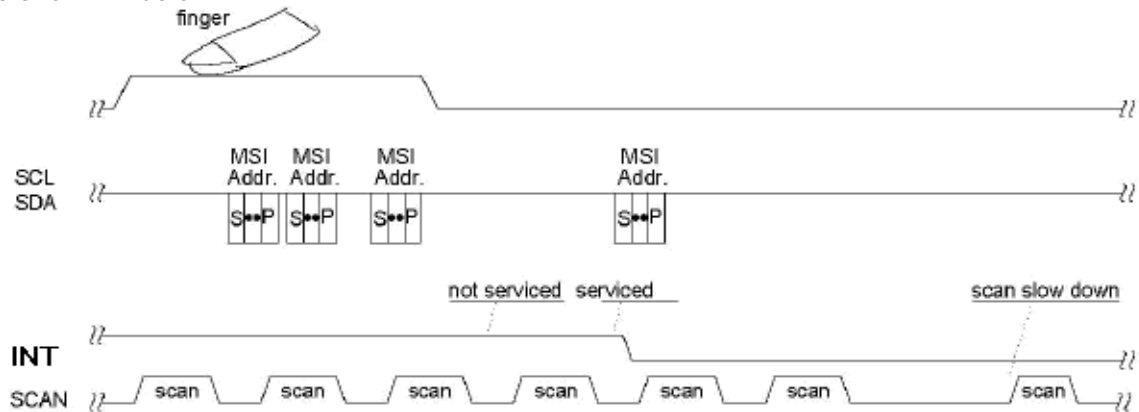 finger
MSI MSI MSI MSI
Addr. Addr. Addr. Addr.
SCL
SDA
S••P S••P S••P S••P
not serviced serviced scan slow down
INT
SCAN scan scan scan scan scan scan scan